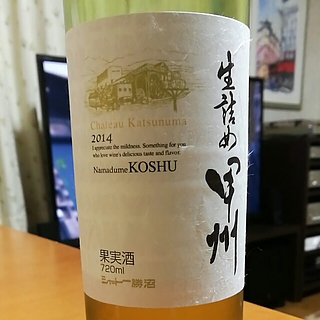 Chateau Katsunuma
2014
I appreciate the mildness. Something for you
who love wine's delicious taste and flavor.
Namadume KOSHU
生詰め 甲州
果実酒
720ml
シャトー勝沼